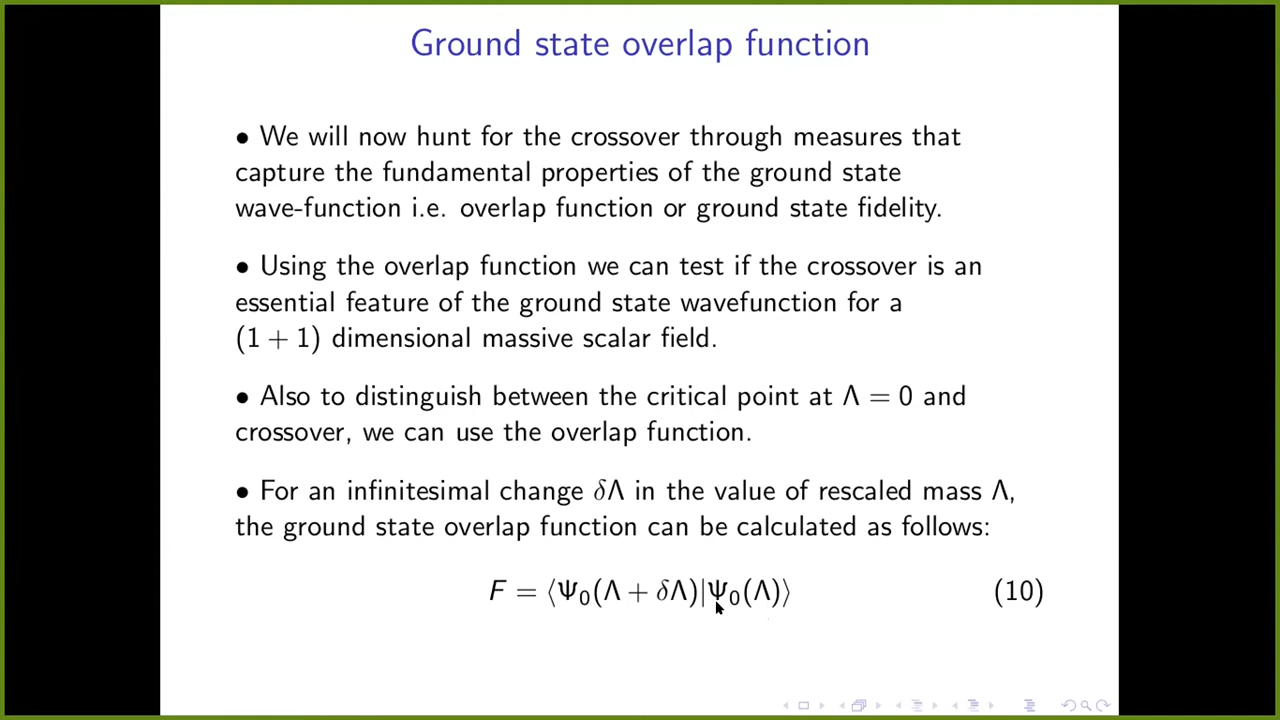 Ground state overlap function
• We will now hunt for the crossover through measures that
capture the fundamental properties of the ground state
wave-function i.e. overlap function or ground state fidelity.
• Using the overlap function we can test if the crossover is an
essential feature of the ground state wavefunction for a
(1 + 1) dimensional massive scalar field.
• Also to distinguish between the critical point at Λ = 0 and
crossover, we can use the overlap function.
• For an infinitesimal change δΛ in the value of rescaled mass Λ,
the ground state overlap function can be calculated as follows:
F = ⟨Ψ₀(Λ + δΛ)|Ψ₀(Λ)⟩ (10)